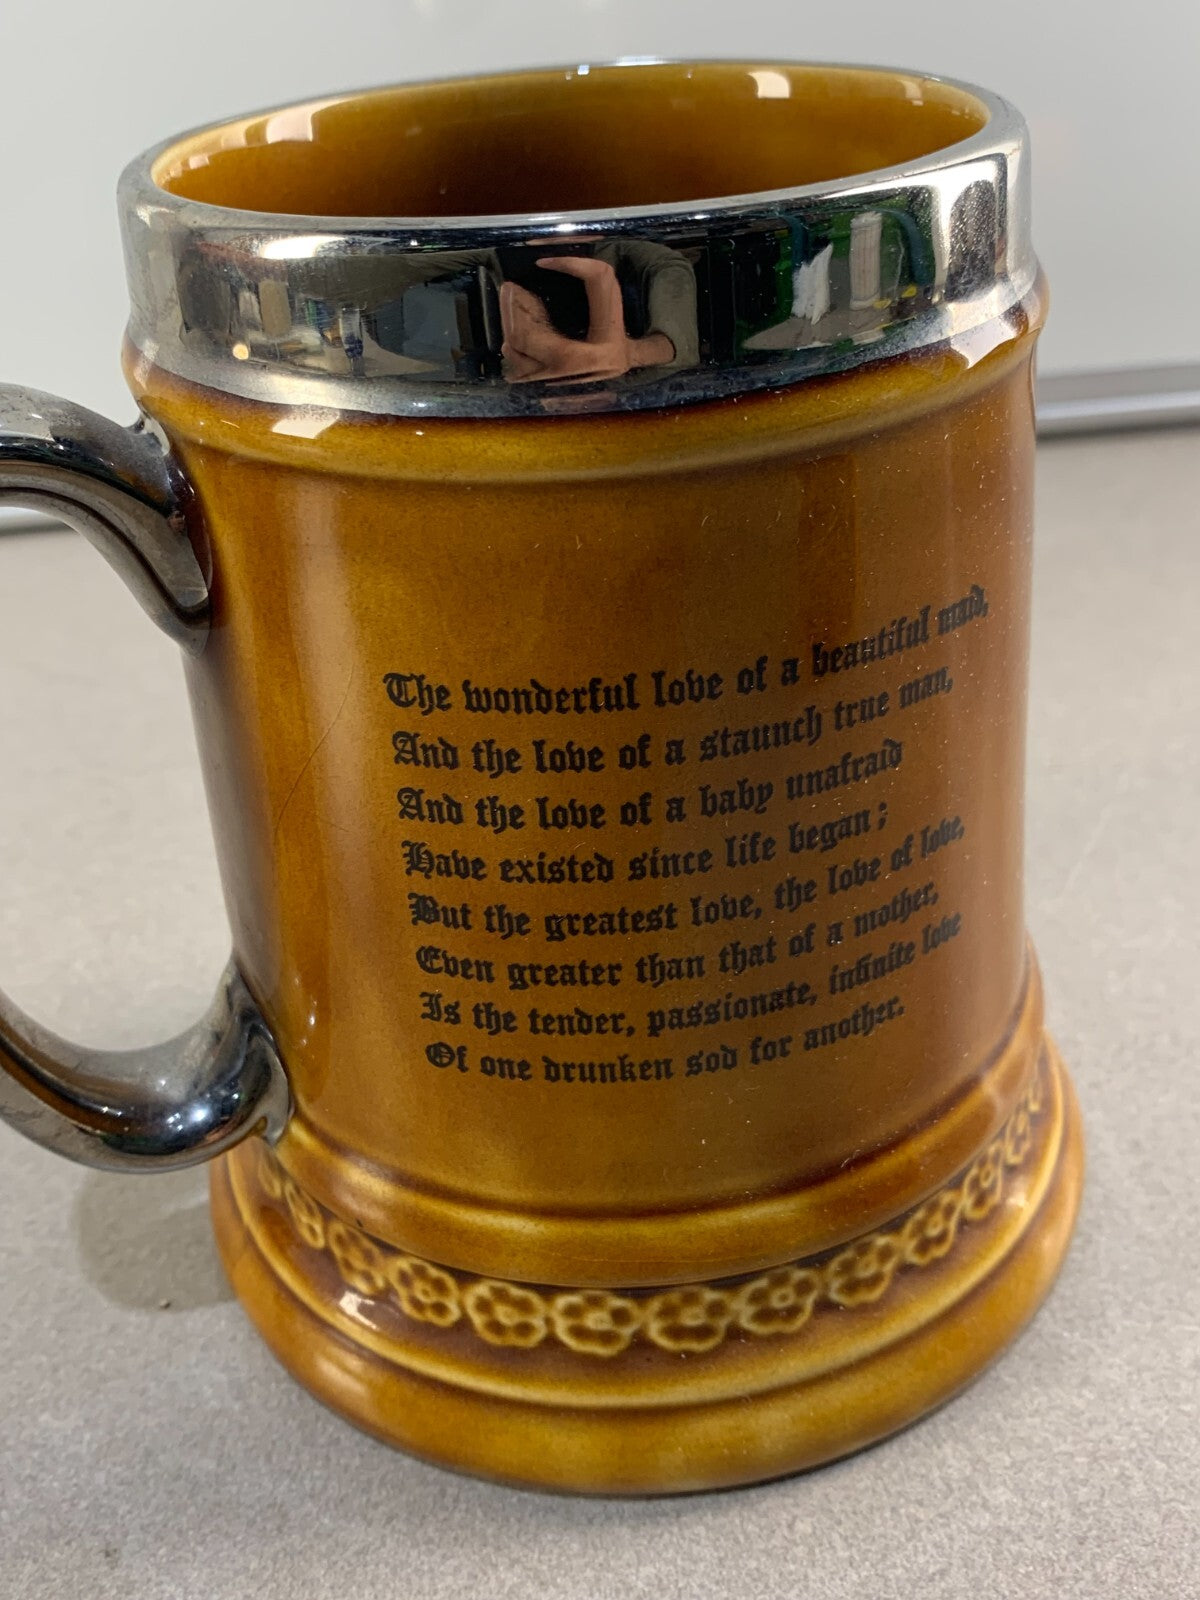 The wonderful love of a beautiful maid,
And the love of a staunch true man,
And the love of a baby unafraid
Have existed since life began;
But the greatest love, the love of love,
Even greater than that of a mother,
Is the tender, passionate, infinite love
Of one drunken sod for another.